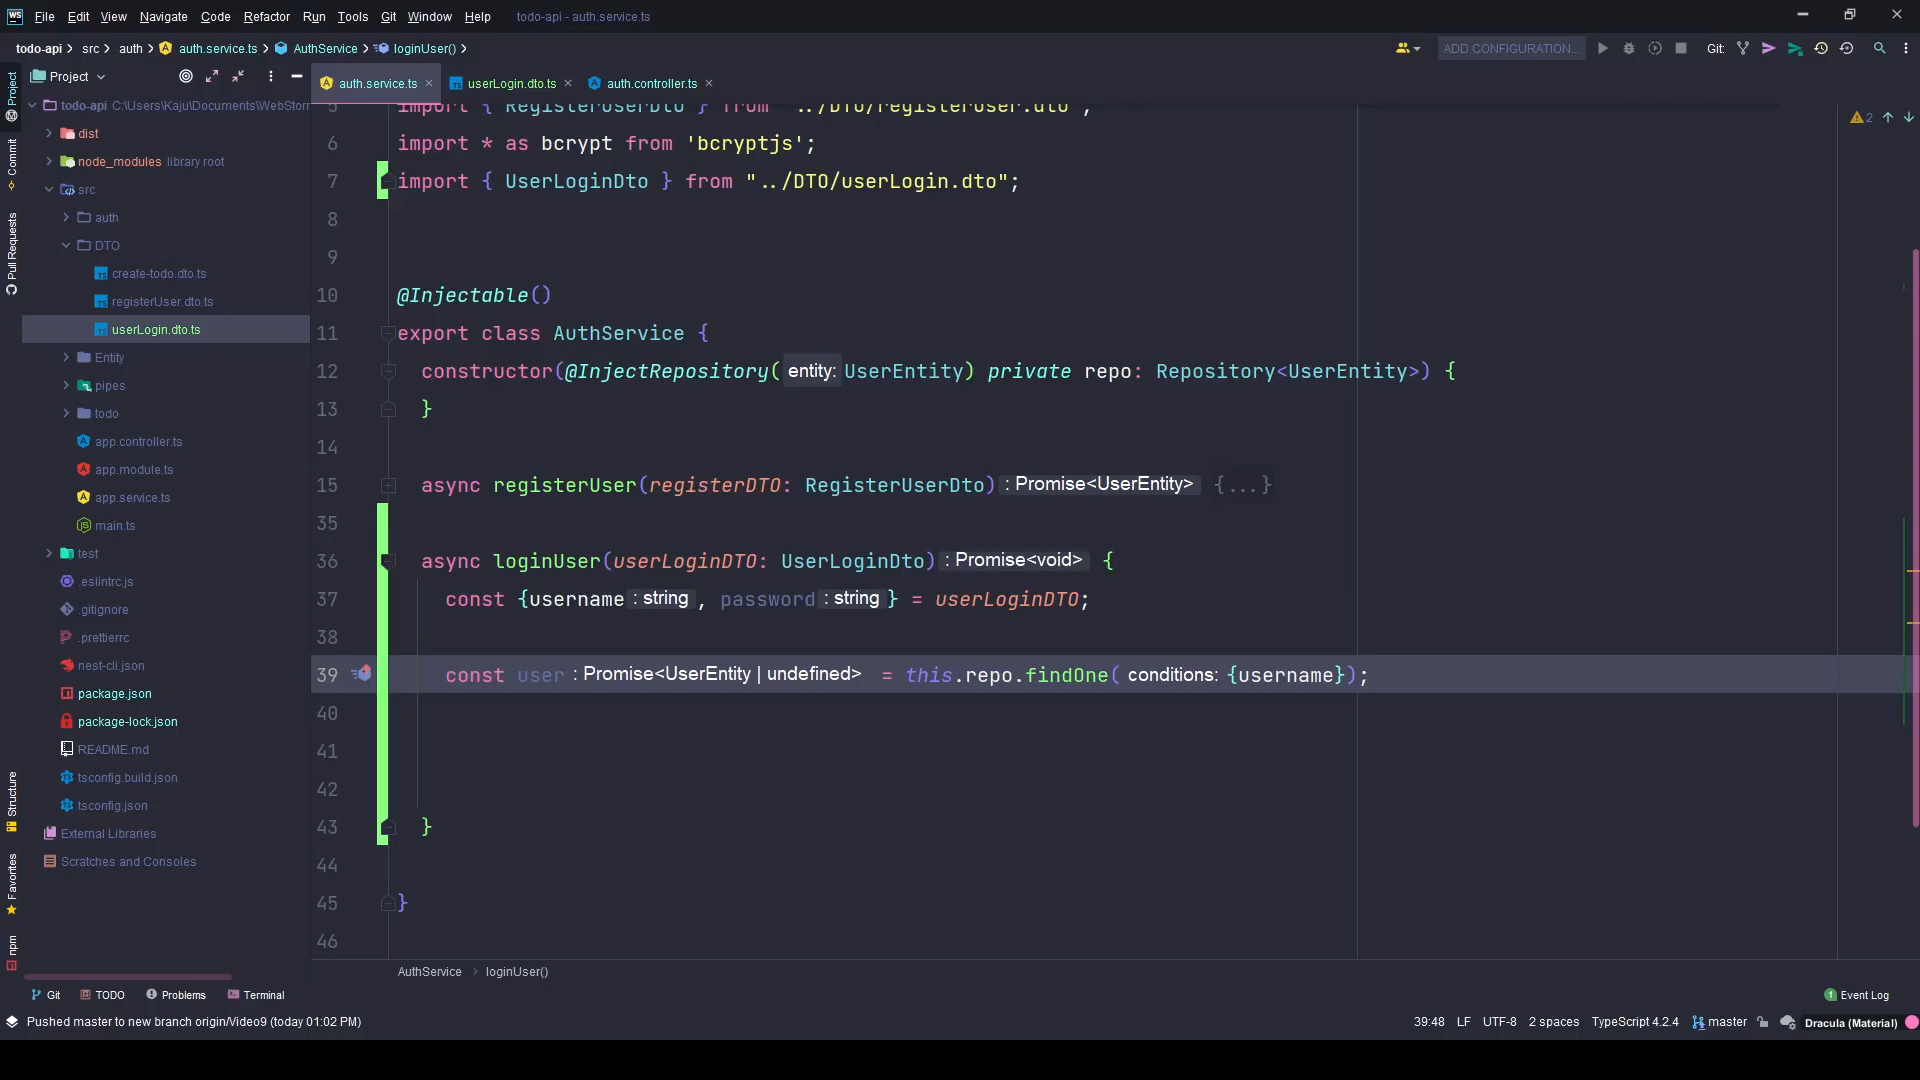 WS File Edit View Navigate Code Refactor Run Tools Git Window Help todo-api - auth.service.ts
todo-api src auth auth.service.ts AuthService loginUser() ADD CONFIGURATION... Git:
Project auth.service.ts userLogin.dto.ts auth.controller.ts
Project
Commit
Pull Requests
Structure
Favorites
npm
todo-api C:\Users\Kaju\Documents\WebStorm
dist
node_modules library root
src
auth
DTO
create-todo.dto.ts
registerUser.dto.ts
userLogin.dto.ts
Entity
pipes
todo
app.controller.ts
app.module.ts
app.service.ts
main.ts
test
.eslintrc.js
.gitignore
.prettierrc
nest-cli.json
package.json
package-lock.json
README.md
tsconfig.build.json
tsconfig.json
External Libraries
Scratches and Consoles
2
5 import { RegisterUserDto } from "../DTO/registerUser.dto";
6 import * as bcrypt from 'bcryptjs';
7 import { UserLoginDto } from "../DTO/userLogin.dto";
8
9
10 @Injectable()
11 export class AuthService {
12 constructor(@InjectRepository( entity: UserEntity) private repo: Repository<UserEntity>) {
13 }
14
15 async registerUser(registerDTO: RegisterUserDto) : Promise<UserEntity> {...}
35
36 async loginUser(userLoginDTO: UserLoginDto) : Promise<void> {
37 const {username : string , password : string } = userLoginDTO;
38
39 const user : Promise<UserEntity | undefined> = this.repo.findOne( conditions: {username});
40
41
42
43 }
44
45 }
46
AuthService loginUser()
Git TODO Problems Terminal 1 Event Log
Pushed master to new branch origin/Video9 (today 01:02 PM) 39:48 LF UTF-8 2 spaces TypeScript 4.2.4 master Dracula (Material)